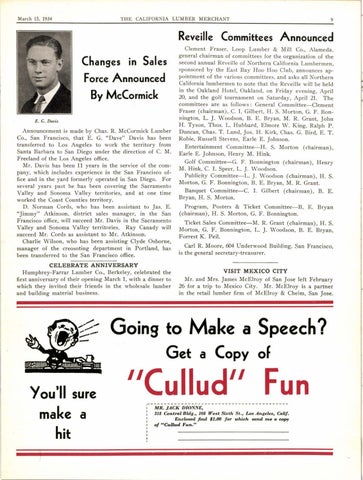 March 15, 1934
THE CALIFORNIA LUMBER MERCHANT
9
E. G. Davis
Changes in Sales
Force Announced
By McCormick
Announcement is made by Chas. R. McCormick Lumber
Co., San Francisco, that E. G. "Dave" Davis has been
transferred to Los Angeles to work the territory from
Santa Barbara to San Diego under the direction of C. M.
Freeland of the Los Angeles office.
Mr. Davis has been 11 years in the service of the com-
pany, which includes experience in the San Francisco of-
fice and in the yard formerly operated in San Diego. For
several years past he has been covering the Sacramento
Valley and Sonoma Valley territories, and at one time
worked the Coast Counties territory.
D. Norman Cords, who has been assistant to Jas. E.
"Jimmy" Atkinson, district sales manager, in the San
Francisco office, will succeed Mr. Davis in the Sacramento
Valley and Sonoma Valley territories. Ray Canady will
succeed Mr. Cords as assistant to Mr. Atkinson.
Charlie Wilson, who has been assisting Clyde Osborne,
manager of the creosoting department in Portland, has
been transferred to the San Francisco office.
CELEBRATE ANNIVERSARY
Humphrey-Farrar Lumber Co., Berkeley, celebrated the
first anniversary of their opening March 1, with a dinner to
which they invited their friends in the wholesale lumber
and building material business.
Reveille Committees Announced
Clement Fraser, Loop Lumber & Mill Co., Alameda,
general chairman of committees for the organization of the
second annual Reveille of Northern California Lumbermen,
sponsored by the East Bay Hoo Hoo Club, announces ap-
pointment of the various committees, and asks all Northern
California lumbermen to note that the Reveille will be held
in the Oakland Hotel, Oakland, on Friday evening, April
20, and the golf tournament on Saturday, April 21. The
committees are as follows: General Committee—Clement
Fraser (chairman), C. I. Gilbert, H. S. Morton, G. F. Bon-
nington, L. J. Woodson, B. E. Bryan, M. R. Grant, John
H. Tyson, Thos. L. Hubbard, Elmore W. King, Ralph P.
Duncan, Chas. T. Lund, Jos. H. Kirk, Chas. G. Bird, E. T.
Robie, Russell Stevens, Earle E. Johnson.
Entertainment Committee—H. S. Morton (chairman),
Earle E. Johnson, Henry M. Hink.
Golf Committee—G. F. Bonnington (chairman), Henry
M. Hink, C. I. Speer, L. J. Woodson.
Publicity Committee—L. J. Woodson (chairman), H. S.
Morton, G. F. Bonnington, B. E. Bryan, M. R. Grant.
Banquet Committee—C. I. Gilbert (chairman), B. E.
Bryan, H. S. Morton.
Program, Posters & Ticket Committee—B. E. Bryan
(chairman), H. S. Morton, G. F. Bonnington.
Ticket Sales Committee—M. R. Grant (chairman), H. S.
Morton, G. F. Bonnington, L. J. Woodson, B. E. Bryan,
Forrest K. Peil.
Carl R. Moore, 604 Underwood Building, San Francisco,
is the general secretary-treasurer.
VISIT MEXICO CITY
Mr. and Mrs. James McElroy of San Jose left February
26 for a trip to Mexico City. Mr. McElroy is a partner
in the retail lumber firm of McElroy & Cheim, San Jose.
Going to Make a Speech?
Get a Copy of
"Cullud" Fun
You'll sure
make a
hit
MR. JACK DIONNE,
318 Central Bldg., 108 West Sixth St., Los Angeles, Calif.
Enclosed find $1.00 for which send me a copy
of "Cullud Fun."